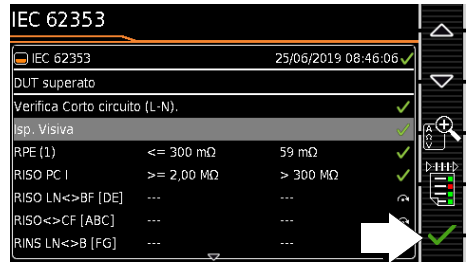 IEC 62353
IEC 62353 25/06/2019 08:46:06
DUT superato
Verifica Corto circuito (L-N).
Isp. Visiva
RPE (1) <= 300 mΩ 59 mΩ
RISO PC I >= 2,00 MΩ > 300 MΩ
RISO LN<>BF [DE] --- ---
RISO<>CF [ABC] --- ---
RINS LN<>B [FG] --- ---
A
Q
V